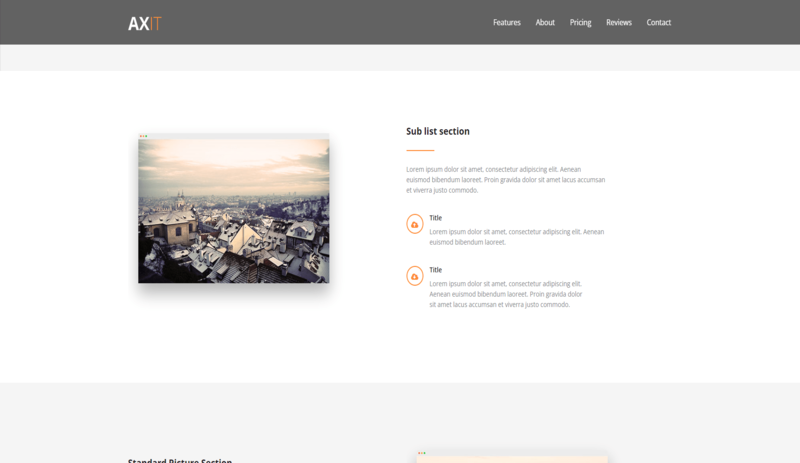 AXIT
Features About Pricing Reviews Contact
Sub list section
Lorem ipsum dolor sit amet, consectetur adipiscing elit. Aenean
euismod bibendum laoreet. Proin gravida dolor sit amet lacus accumsan
et viverra justo commodo.
Title
Lorem ipsum dolor sit amet, consectetur adipiscing elit. Aenean
euismod bibendum laoreet.
Title
Lorem ipsum dolor sit amet, consectetur adipiscing elit.
Aenean euismod bibendum laoreet. Proin gravida dolor
sit amet lacus accumsan et viverra justo commodo.
Standard Picture Section